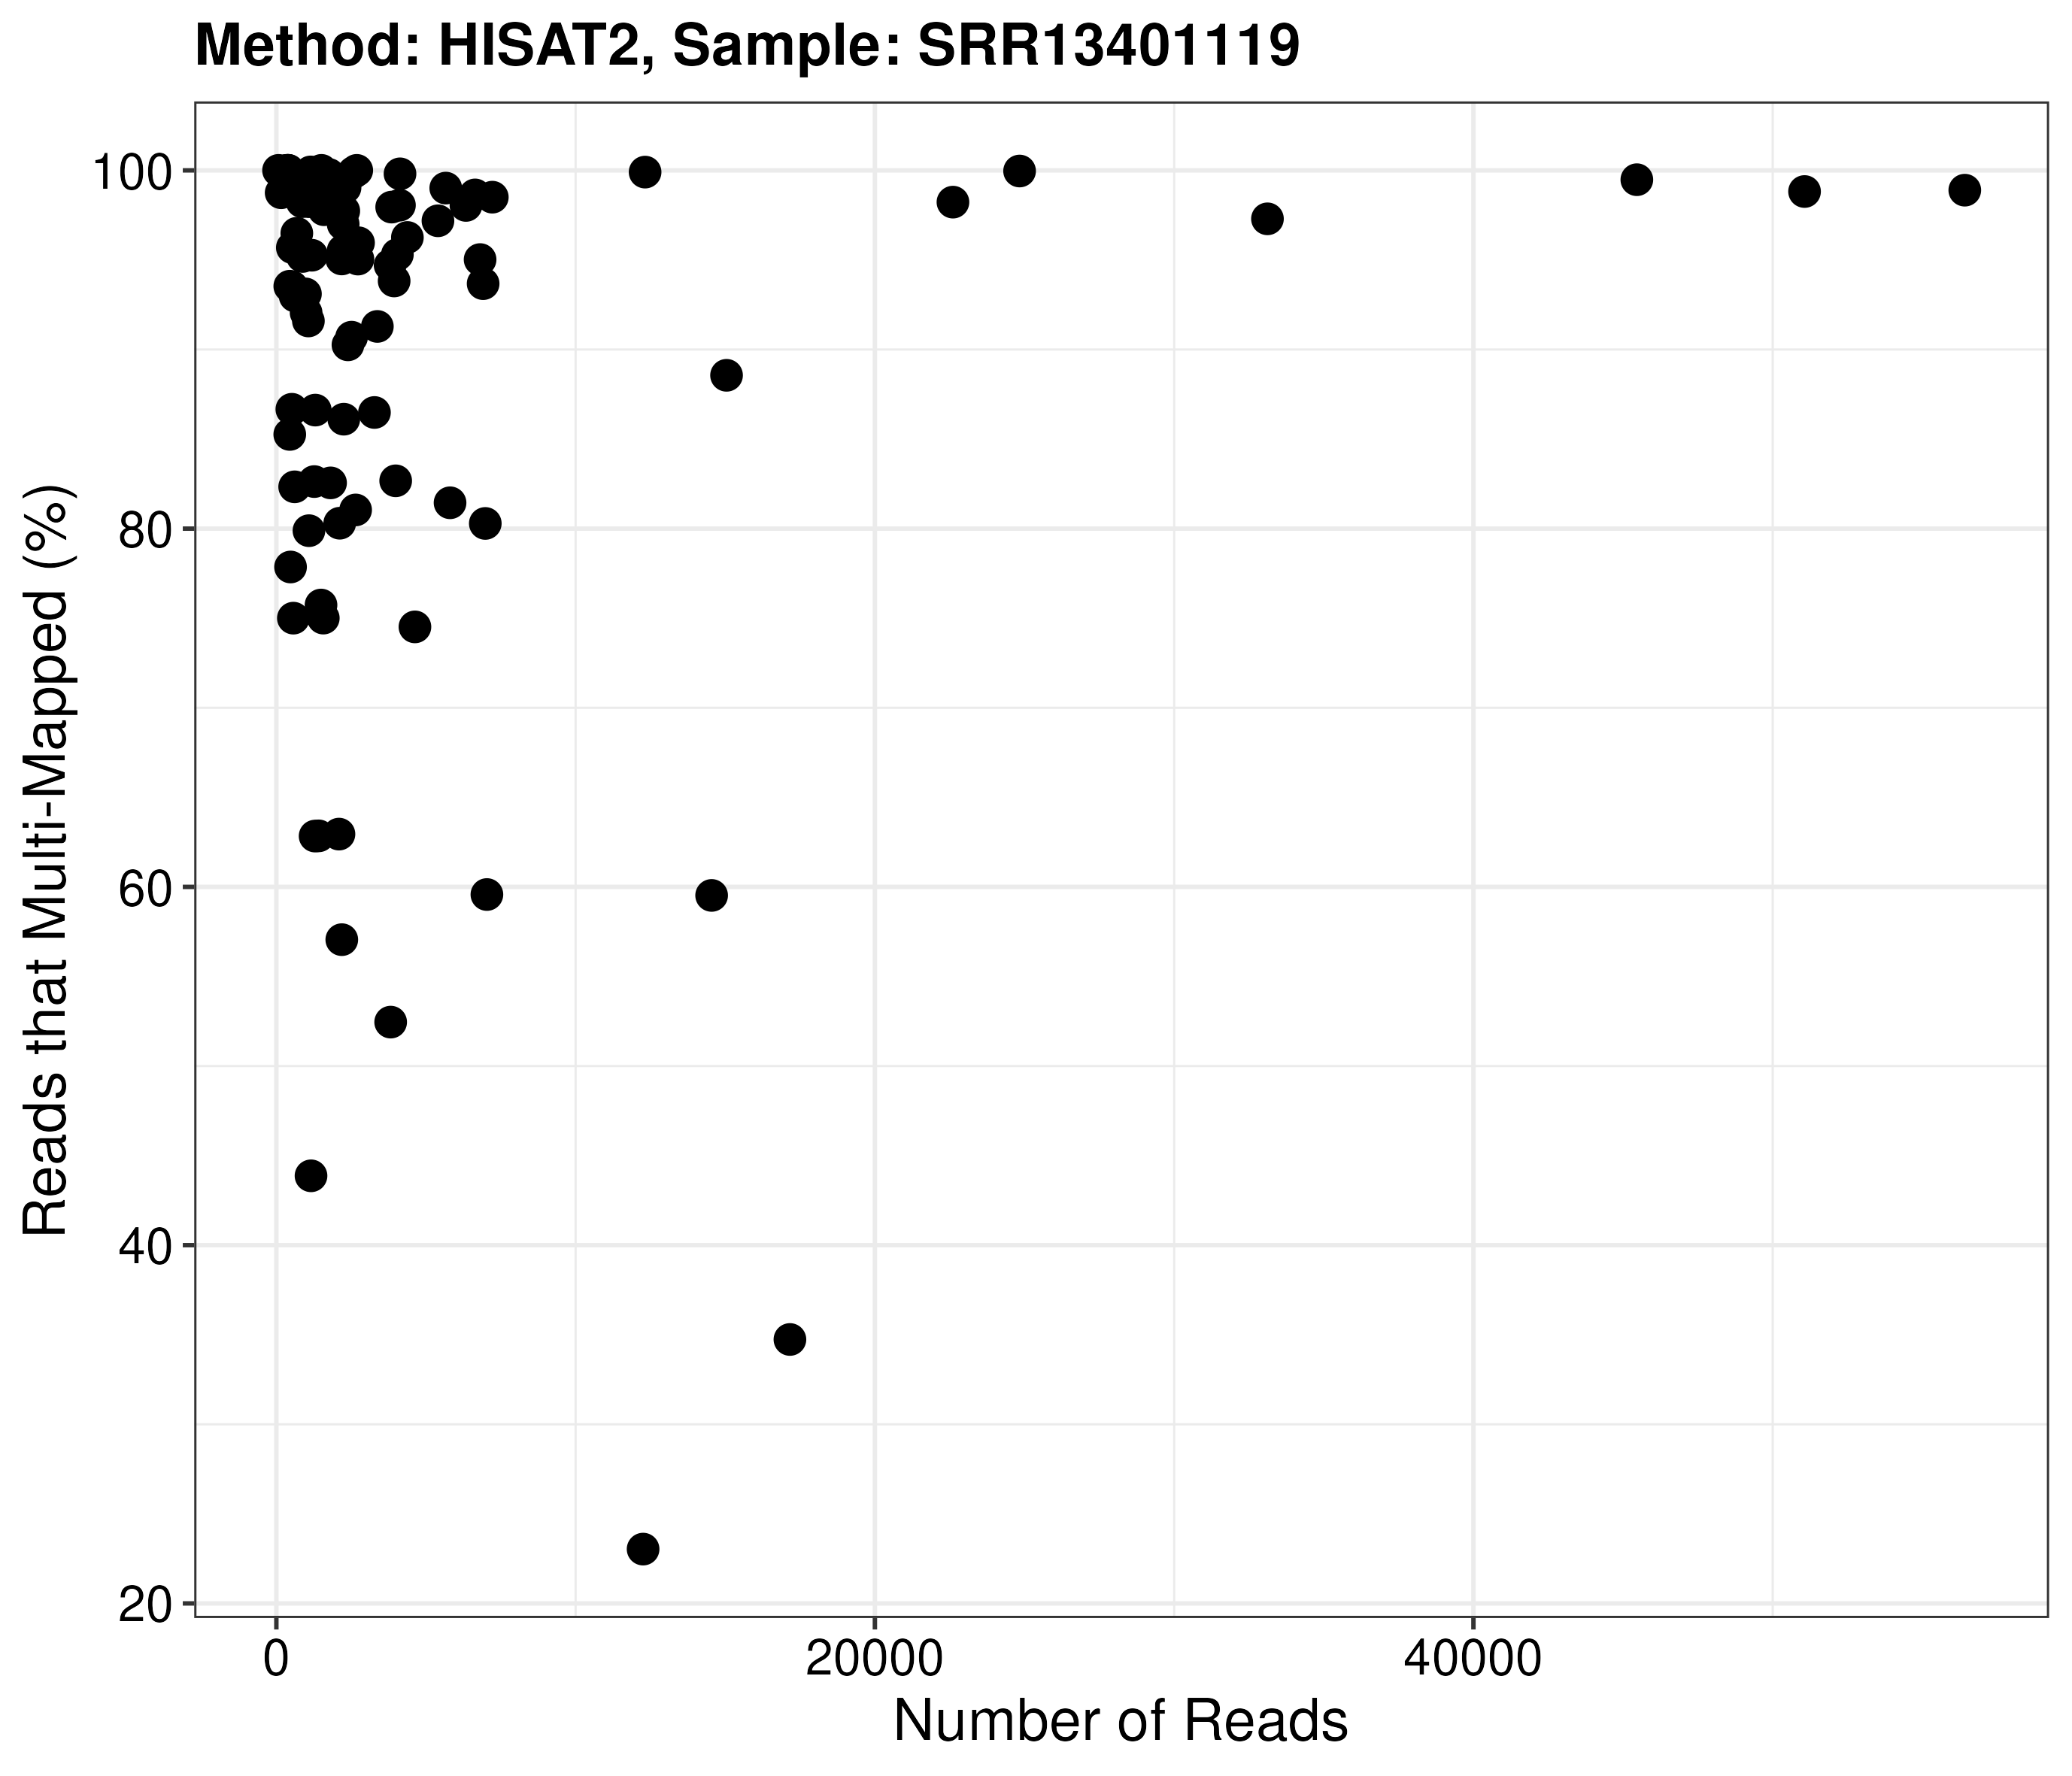 Method: HISAT2, Sample: SRR13401119
Reads that Multi-Mapped (%)
100
80
60
40
20
0 20000 40000
Number of Reads